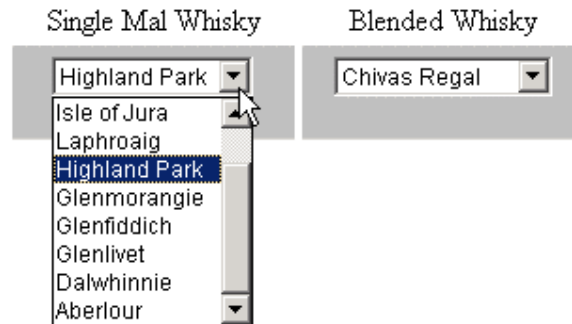 Single Mal Whisky
Blended Whisky
Highland Park
Chivas Regal
Isle of Jura
Laphroaig
Highland Park
Glenmorangie
Glenfiddich
Glenlivet
Dalwhinnie
Aberlour